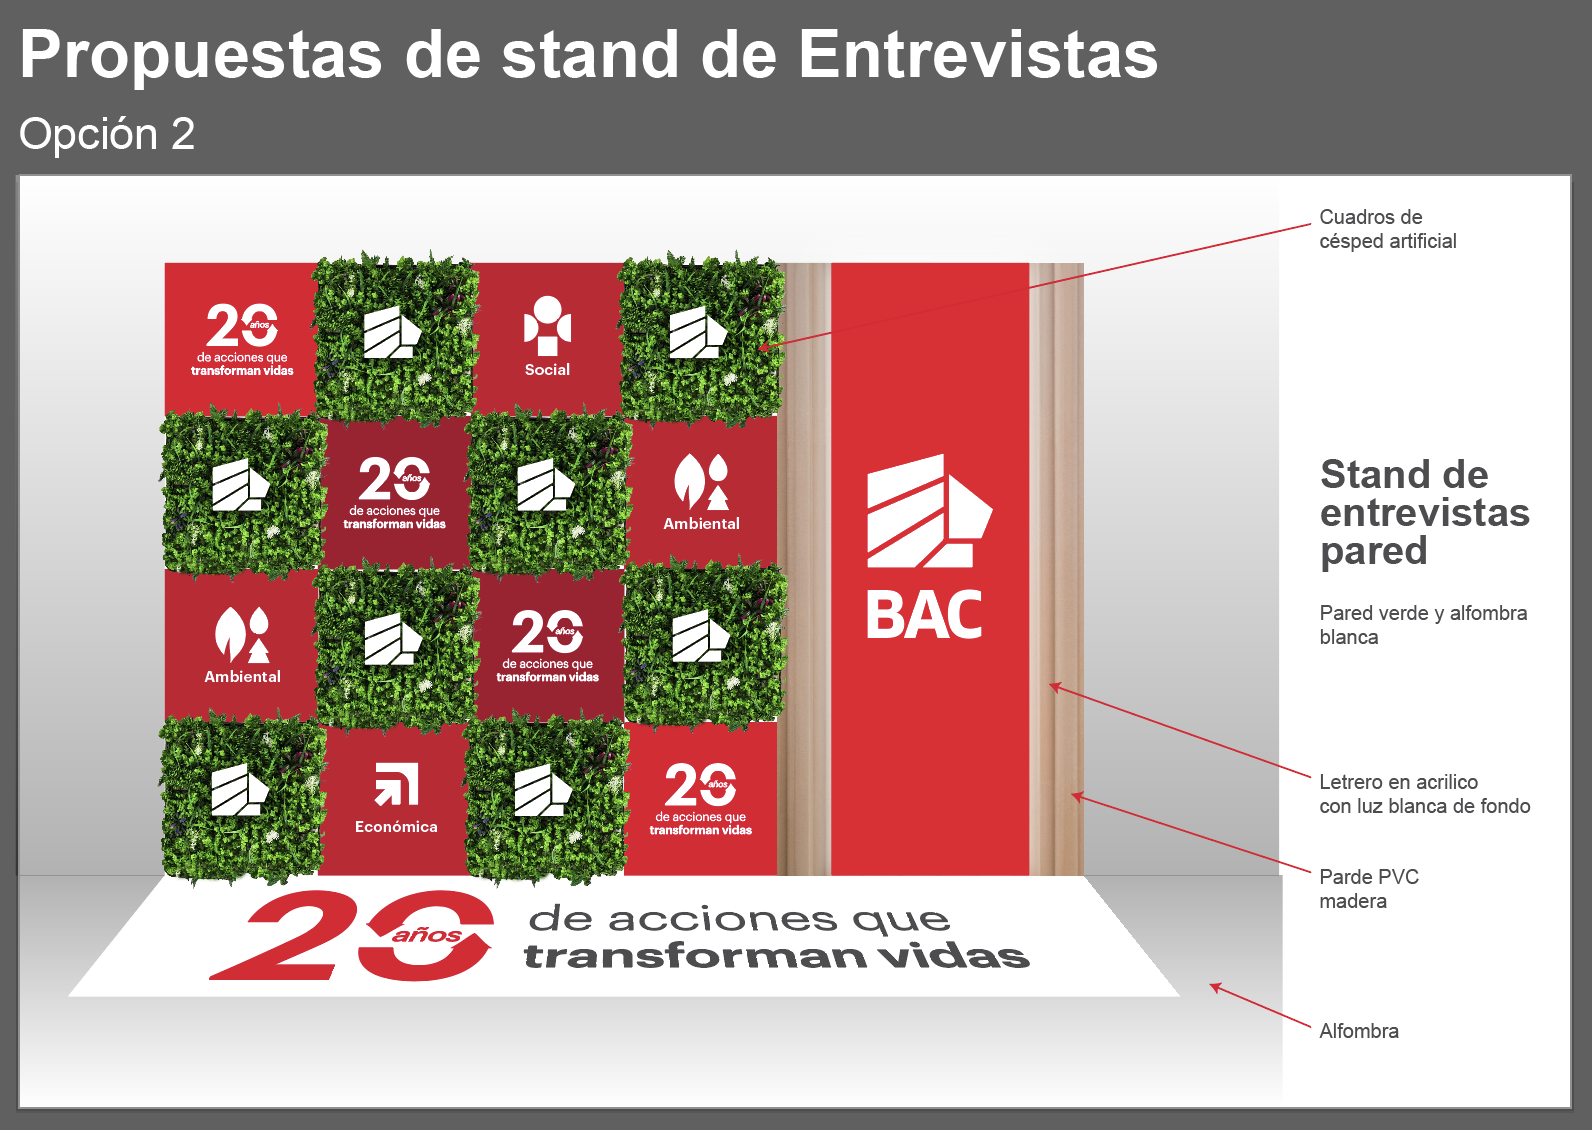 Propuestas de stand de Entrevistas
Opción 2
Cuadros de
césped artificial
20
años
de acciones que
transforman vidas
Social
20
años
de acciones que
transforman vidas
Ambiental
Ambiental
20
años
de acciones que
transforman vidas
Económica
20
años
de acciones que
transforman vidas
BAC
Stand de
entrevistas
pared
Pared verde y alfombra
blanca
Letrero en acrilico
con luz blanca de fondo
Parde PVC
madera
20
años
de acciones que
transforman vidas
Alfombra